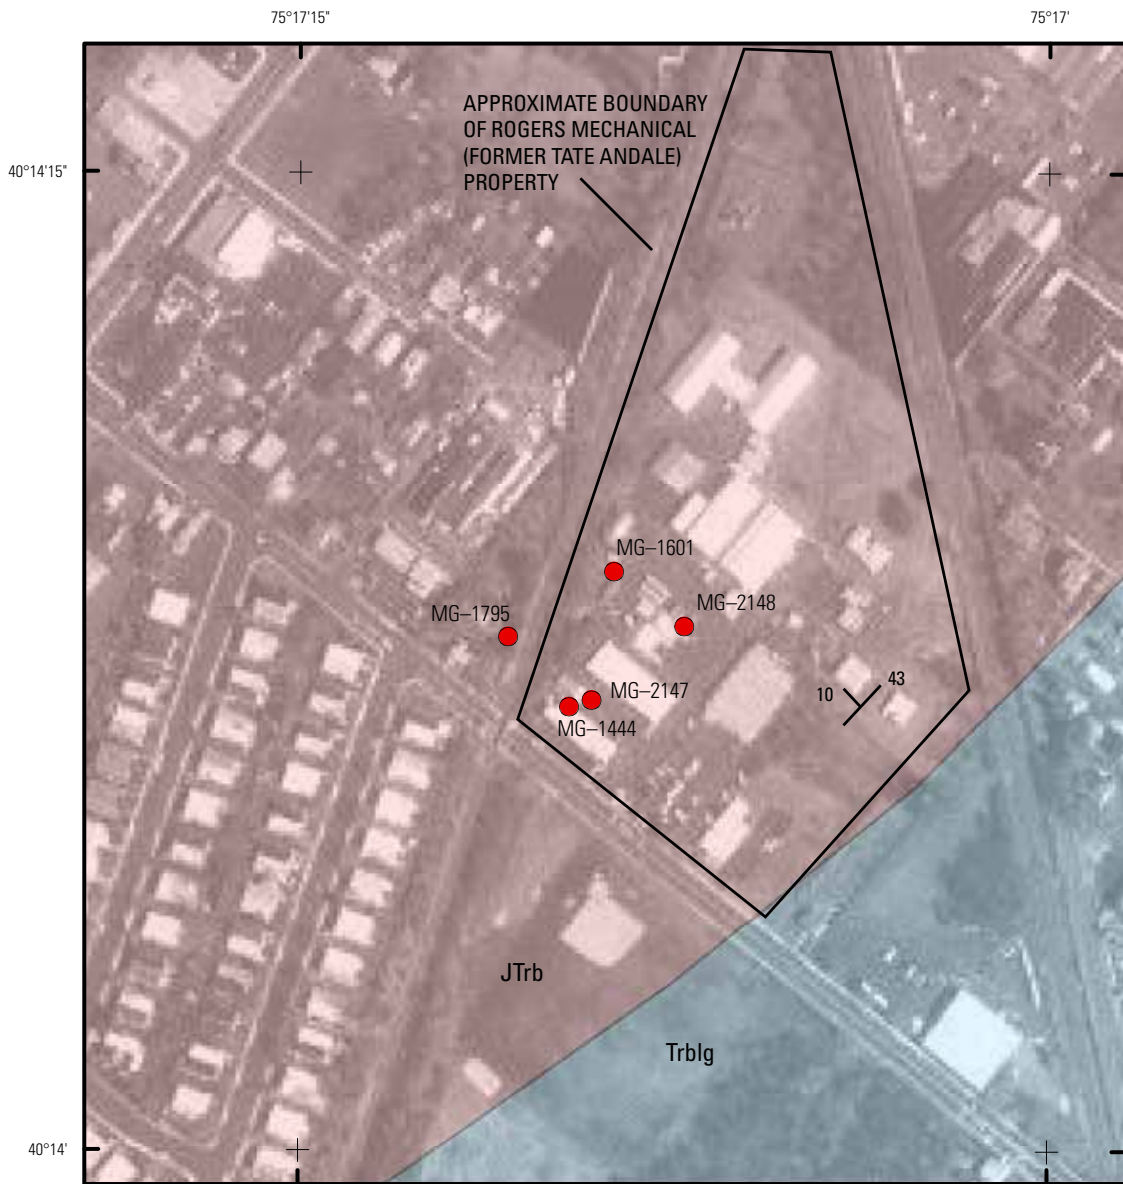 75°17'15"
75°17'
APPROXIMATE BOUNDARY
OF ROGERS MECHANICAL
(FORMER TATE ANDALE)
PROPERTY
40°14'15"
MG–1601
MG–2148
MG–1795
MG–2147
MG–1444
10
43
JTrb
Trblg
40°14'